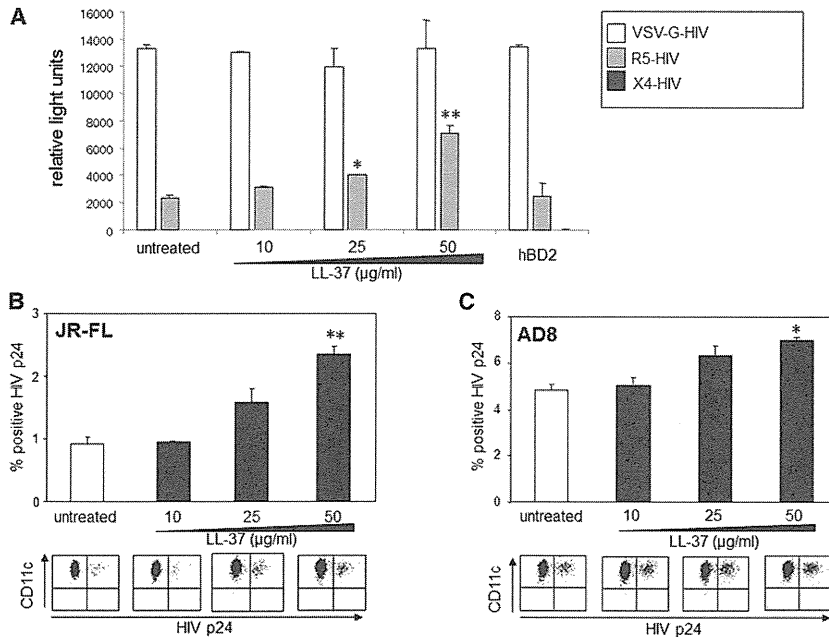 A
VSV-G-HIV
R5-HIV
X4-HIV
relative light units
16000
14000
12000
10000
8000
6000
4000
2000
0
*
**
untreated 10 25 50 hBD2
LL-37 (µg/ml)
B
JR-FL
% positive HIV p24
3
2
1
0
**
untreated 10 25 50
LL-37 (µg/ml)
CD11c
HIV p24
C
AD8
% positive HIV p24
8
6
4
2
0
*
untreated 10 25 50
LL-37 (µg/ml)
CD11c
HIV p24